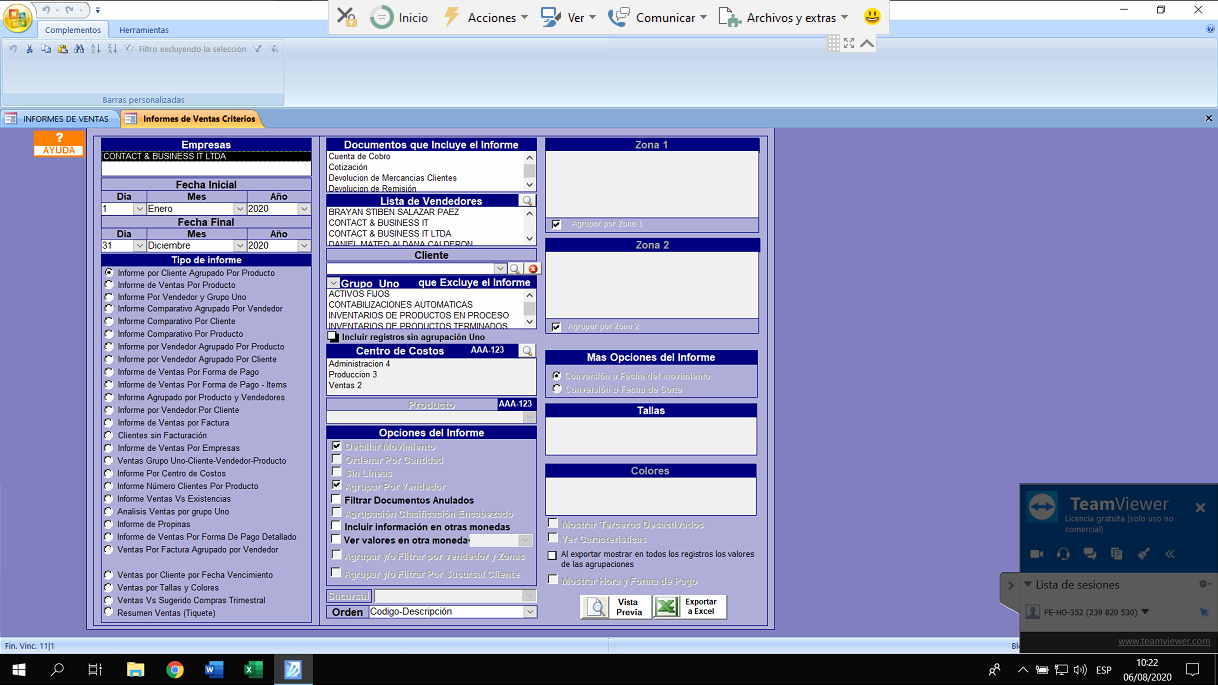 Inicio
Acciones
Ver
Comunicar
Archivos y extras
Complementos
Herramientas
Filtro excluyendo la selección
Barras personalizadas
INFORMES DE VENTAS
Informes de Ventas Criterios
?
AYUDA
Empresas
CONTACT & BUSINESS IT LTDA
Fecha Inicial
Dia Mes Año
1 Enero 2020
Fecha Final
Dia Mes Año
31 Diciembre 2020
Tipo de informe
Informe por Cliente Agrupado Por Producto
Informe de Ventas Por Producto
Informe Por Vendedor y Grupo Uno
Informe Comparativo Agrupado Por Vendedor
Informe Comparativo Por Cliente
Informe Comparativo Por Producto
Informe por Vendedor Agrupado Por Producto
Informe por Vendedor Agrupado Por Cliente
Informe de Ventas Por Forma de Pago
Informe de Ventas Por Forma de Pago - Items
Informe Agrupado por Producto y Vendedores
Informe por Vendedor Por Cliente
Informe de Ventas por Factura
Clientes sin Facturación
Informe de Ventas Por Empresas
Ventas Grupo Uno-Cliente-Vendedor-Producto
Informe Por Centro de Costos
Informe Número Clientes Por Producto
Informe Ventas Vs Existencias
Analisis Ventas por grupo Uno
Informe de Propinas
Informe de Ventas Por Forma De Pago Detallado
Ventas Por Factura Agrupado por Vendedor
Ventas por Cliente por Fecha Vencimiento
Ventas por Tallas y Colores
Ventas Vs Sugerido Compras Trimestral
Resumen Ventas (Tiquete)
Documentos que Incluye el Informe
Cuenta de Cobro
Cotización
Devolucion de Mercancias Clientes
Devolucion de Remisión
Lista de Vendedores
BRAYAN STIBEN SALAZAR PAEZ
CONTACT & BUSINESS IT
CONTACT & BUSINESS IT LTDA
DANIEL MATEO ALDANA CALDERON
Cliente
Grupo Uno que Excluye el Informe
ACTIVOS FIJOS
CONTABILIZACIONES AUTOMATICAS
INVENTARIOS DE PRODUCTOS EN PROCESO
INVENTARIOS DE PRODUCTOS TERMINADOS
Incluir registros sin agrupación Uno
Centro de Costos AAA-123
Administracion 4
Produccion 3
Ventas 2
Producto AAA-123
Opciones del Informe
Detallar Movimiento
Ordenar Por Cantidad
Sin Lineas
Agrupar Por Vendedor
Filtrar Documentos Anulados
Agrupación Clasificación Encabezado
Incluir información en otras monedas
Ver valores en otra moneda-
Agrupar y/o Filtrar por vendedor y Zonas
Agrupar y/o Filtrar Por Sucursal Cliente
Sucursal
Orden Codigo-Descripción
Zona 1
Agrupar por Zona 1
Zona 2
Agrupar por Zona 2
Mas Opciones del Informe
Conversión a Fecha del movimiento
Conversión a Fecha de Corte
Tallas
Colores
Mostrar Terceros Desactivados
Ver Características
Al exportar mostrar en todos los registros los valores
de las agrupaciones
Mostrar Hora y Forma de Pago
Vista
Previa
Exportar
a Excel
TeamViewer
Licencia gratuita (solo uso no
comercial)
Lista de sesiones
PE-HO-352 (239 820 530)
www.teamviewer.com
Fin. Vinc. 11|1
ESP
10:22
06/08/2020